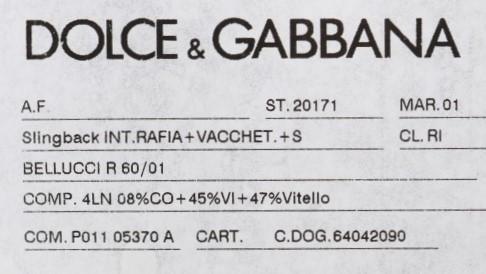 DOLCE & GABBANA
A.F. ST. 20171 MAR. 01
Slingback INT.RAFIA+VACCHET.+S CL. RI
BELLUCCI R 60/01
COMP. 4LN 08%CO+45%VI+47%Vitello
COM. P011 05370 A CART. C.DOG. 64042090